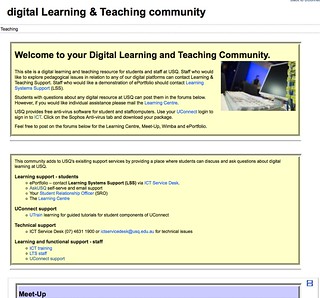 digital Learning & Teaching community
Teaching
Welcome to your Digital Learning and Teaching Community.
This site is a digital learning and teaching resource for students and staff at USQ. Staff who would
like to explore pedagogical issues in relation to any of our digital platforms can contact Learning &
Teaching Support. Staff who would like a demonstration of ePortfolio should contact Learning
Systems Support (LSS).
Students with questions about any digital resource at USQ can post them in the forums below.
However, if you would like individual assistance please mail the Learning Centre.
USQ provides free anti-virus software for student and staffcomputers. Use your UConnect login to
sign in to ICT. Click on the Sophos Anti-virus tab and download your package.
Feel free to post on the forums below for the Learning Centre, Meet-Up, Wimba and ePortfolio.
This community adds to USQ's existing support services by providing a place where students can discuss and ask questions about
digital learning at USQ.
Learning support - students
ePortfolio – contact Learning Systems Support (LSS) via ICT Service Desk.
AskUSQ self-serve and email support
Your Student Relationship Officer (SRO)
The Learning Centre
UConnect support
UTrain learning for guided tutorials for student components of UConnect
Technical support
ICT Service Desk (07) 4631 1900 or ictservicedesk@usq.edu.au for technical issues
Learning and functional support - staff
ICT training
LTS staff
UConnect support
Meet-Up